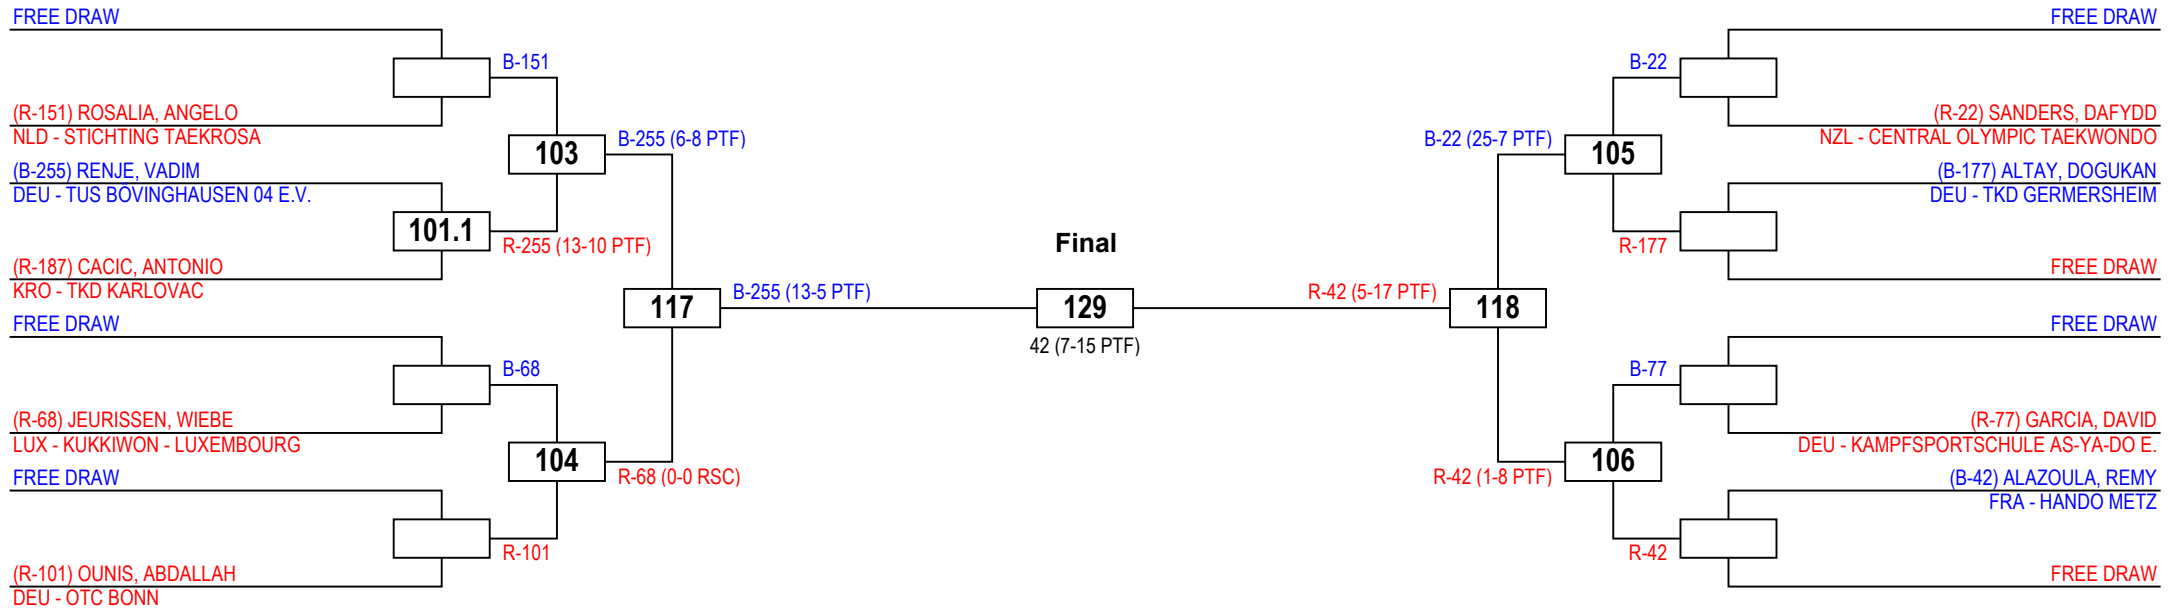 FREE DRAW
B-151
(R-151) ROSALIA, ANGELO
NLD - STICHTING TAEKROSA
103
B-255 (6-8 PTF)
(B-255) RENJE, VADIM
DEU - TUS BÖVINGHAUSEN 04 E.V.
101.1
R-255 (13-10 PTF)
(R-187) CACIC, ANTONIO
KRO - TKD KARLOVAC
117
B-255 (13-5 PTF)
FREE DRAW
B-68
(R-68) JEURISSEN, WIEBE
LUX - KUKKIWON - LUXEMBOURG
104
R-68 (0-0 RSC)
FREE DRAW
R-101
(R-101) OUNIS, ABDALLAH
DEU - OTC BONN
Final
129
42 (7-15 PTF)
FREE DRAW
B-22
(R-22) SANDERS, DAFYDD
NZL - CENTRAL OLYMPIC TAEKWONDO
B-22 (25-7 PTF)
105
(B-177) ALTAY, DOGUKAN
DEU - TKD GERMERSHEIM
R-177
FREE DRAW
R-42 (5-17 PTF)
118
FREE DRAW
B-77
(R-77) GARCIA, DAVID
DEU - KAMPFSPORTSCHULE AS-YA-DO E.
106
R-42 (1-8 PTF)
(B-42) ALAZOULA, REMY
FRA - HANDO METZ
R-42
FREE DRAW